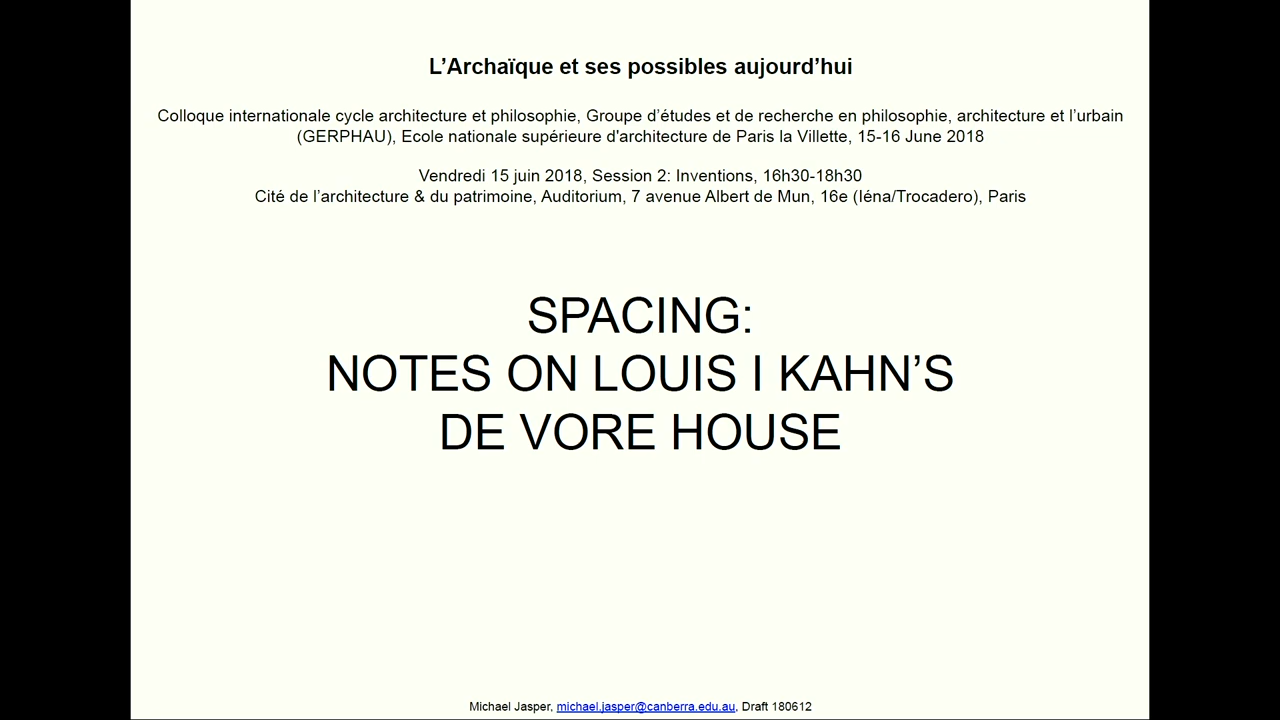 L’Archaïque et ses possibles aujourd’hui
Colloque internationale cycle architecture et philosophie, Groupe d’études et de recherche en philosophie, architecture et l’urbain
(GERPHAU), Ecole nationale supérieure d'architecture de Paris la Villette, 15-16 June 2018
Vendredi 15 juin 2018, Session 2: Inventions, 16h30-18h30
Cité de l’architecture & du patrimoine, Auditorium, 7 avenue Albert de Mun, 16e (Iéna/Trocadero), Paris
SPACING:
NOTES ON LOUIS I KAHN’S
DE VORE HOUSE
Michael Jasper, michael.jasper@canberra.edu.au, Draft 180612